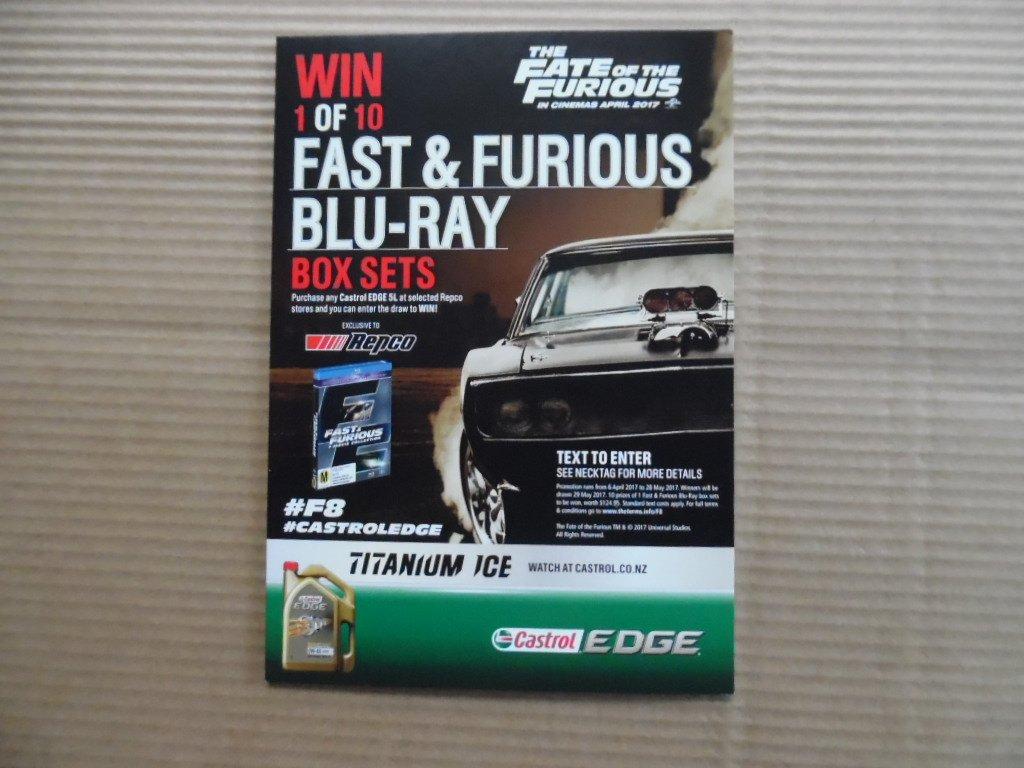 WIN
1 OF 10
FAST & FURIOUS
BLU-RAY
BOX SETS
Purchase any Castrol EDGE 5L at selected Repco
stores and you can enter the draw to WIN!
EXCLUSIVE TO
Repco
THE
FATE OF THE
FURIOUS
IN CINEMAS APRIL 2017
FAST &
FURIOUS
M
#F8
#CASTROLEDGE
TEXT TO ENTER
SEE NECKTAG FOR MORE DETAILS
Promotion runs from 6 April 2017 to 28 May 2017. Winners will be
drawn 29 May 2017. 10 prizes of 1 Fast & Furious Blu-Ray box sets
to be won, worth $124.95. Standard text costs apply. For full terms
& conditions go to www.theterms.info/F8
The Fate of the Furious TM & © 2017 Universal Studios
All Rights Reserved.
TITANIUM ICE
WATCH AT CASTROL.CO.NZ
Castrol
EDGE
Castrol EDGE